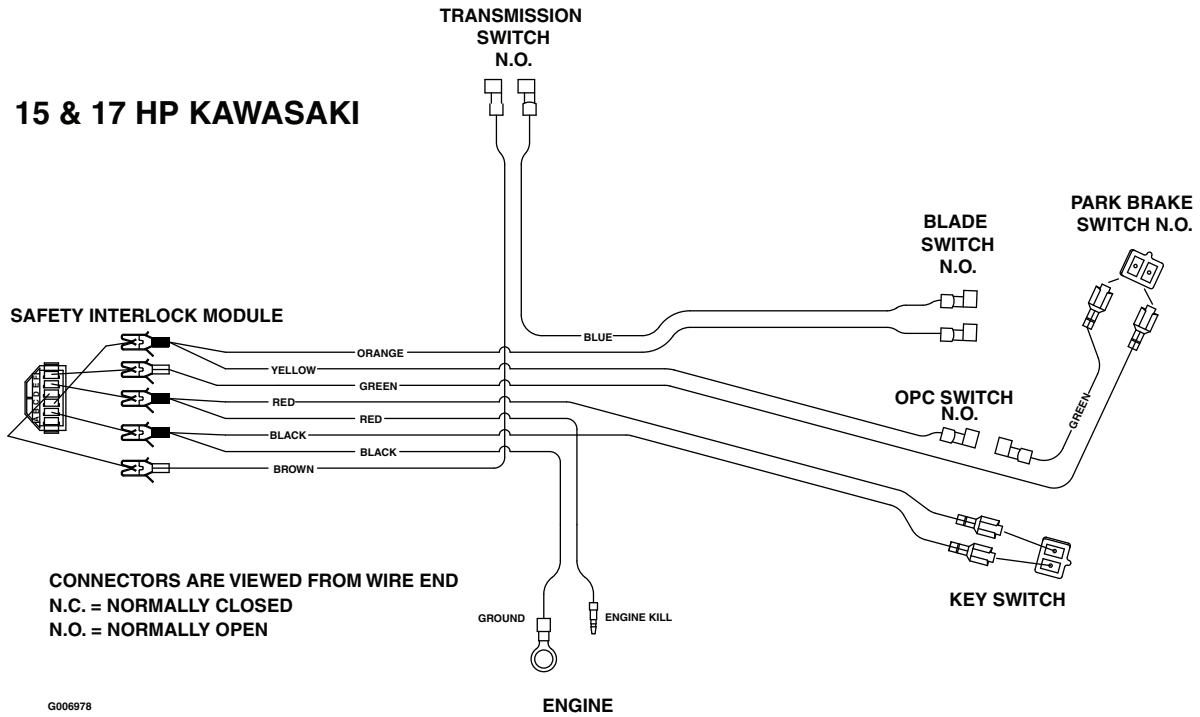 TRANSMISSION
SWITCH
N.O.
15 & 17 HP KAWASAKI
PARK BRAKE
SWITCH N.O.
BLADE
SWITCH
N.O.
SAFETY INTERLOCK MODULE
BLUE
ORANGE
YELLOW
GREEN
RED
RED
BLACK
BLACK
BROWN
OPC SWITCH
N.O.
GREEN
A B C D E F
CONNECTORS ARE VIEWED FROM WIRE END
N.C. = NORMALLY CLOSED
N.O. = NORMALLY OPEN
KEY SWITCH
GROUND
ENGINE KILL
ENGINE
G006978